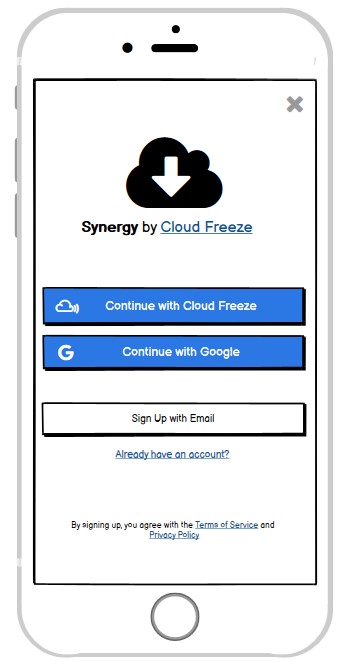 Synergy by Cloud Freeze
Continue with Cloud Freeze
Continue with Google
Sign Up with Email
Already have an account?
By signing up, you agree with the Terms of Service and
Privacy Policy